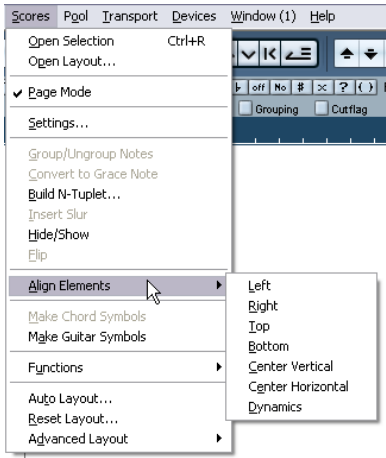 Scores Pool Transport Devices Window (1) Help
Open Selection Ctrl+R
Open Layout...
Page Mode
Settings...
Group/Ungroup Notes
Convert to Grace Note
Build N-Tuplet...
Insert Slur
Hide/Show
Flip
Align Elements
Make Chord Symbols
Make Guitar Symbols
Functions
Auto Layout...
Reset Layout...
Advanced Layout
off No # x ? ( )
Grouping Cutflag
Left
Right
Top
Bottom
Center Vertical
Center Horizontal
Dynamics